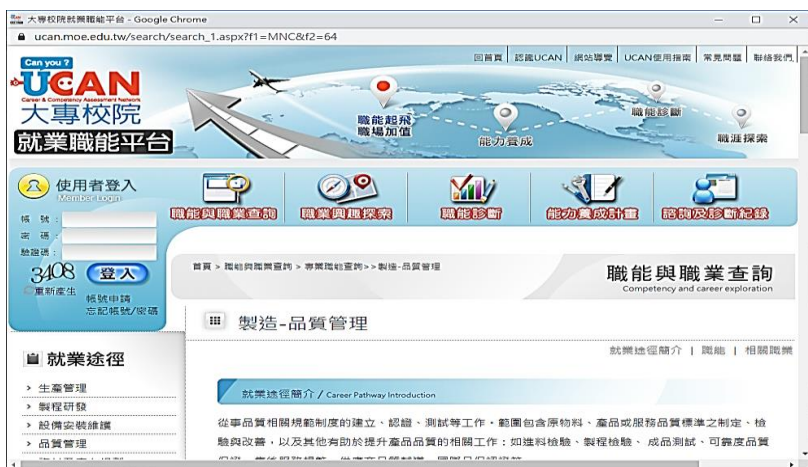 大專校院就業職能平台 - Google Chrome
ucan.moe.edu.tw/search/search_1.aspx?f1=MNC&f2=64
回首頁 認識UCAN 網站導覽 UCAN使用指南 常見問題 聯絡我們
Can you ?
UCAN
Career & Competency Assessment Network
大專校院
就業職能平台
職能起飛
職場加值
能力養成
職能診斷
職涯探索
使用者登入
Member Login
帳 號:
密 碼:
驗證碼:
3408
登入
重新產生
帳號申請
忘記帳號/密碼
職能與職業查詢
職業興趣探索
職能診斷
能力養成計畫
諮詢及診斷紀錄
首頁 > 職能與職業查詢 > 專業職能查詢>>製造-品質管理
職能與職業查詢
Competency and career exploration
製造-品質管理
就業途徑簡介 | 職能 | 相關職業
就業途徑
生產管理
製程研發
設備安裝維護
品質管理
就業途徑簡介 / Career Pathway Introduction
從事品質相關規範制度的建立、認證、測試等工作,範圍包含原物料、產品或服務品質標準之制定、檢
驗與改善,以及其他有助於提升產品品質的相關工作;如進料檢驗、製程檢驗、成品測試、可靠度品質